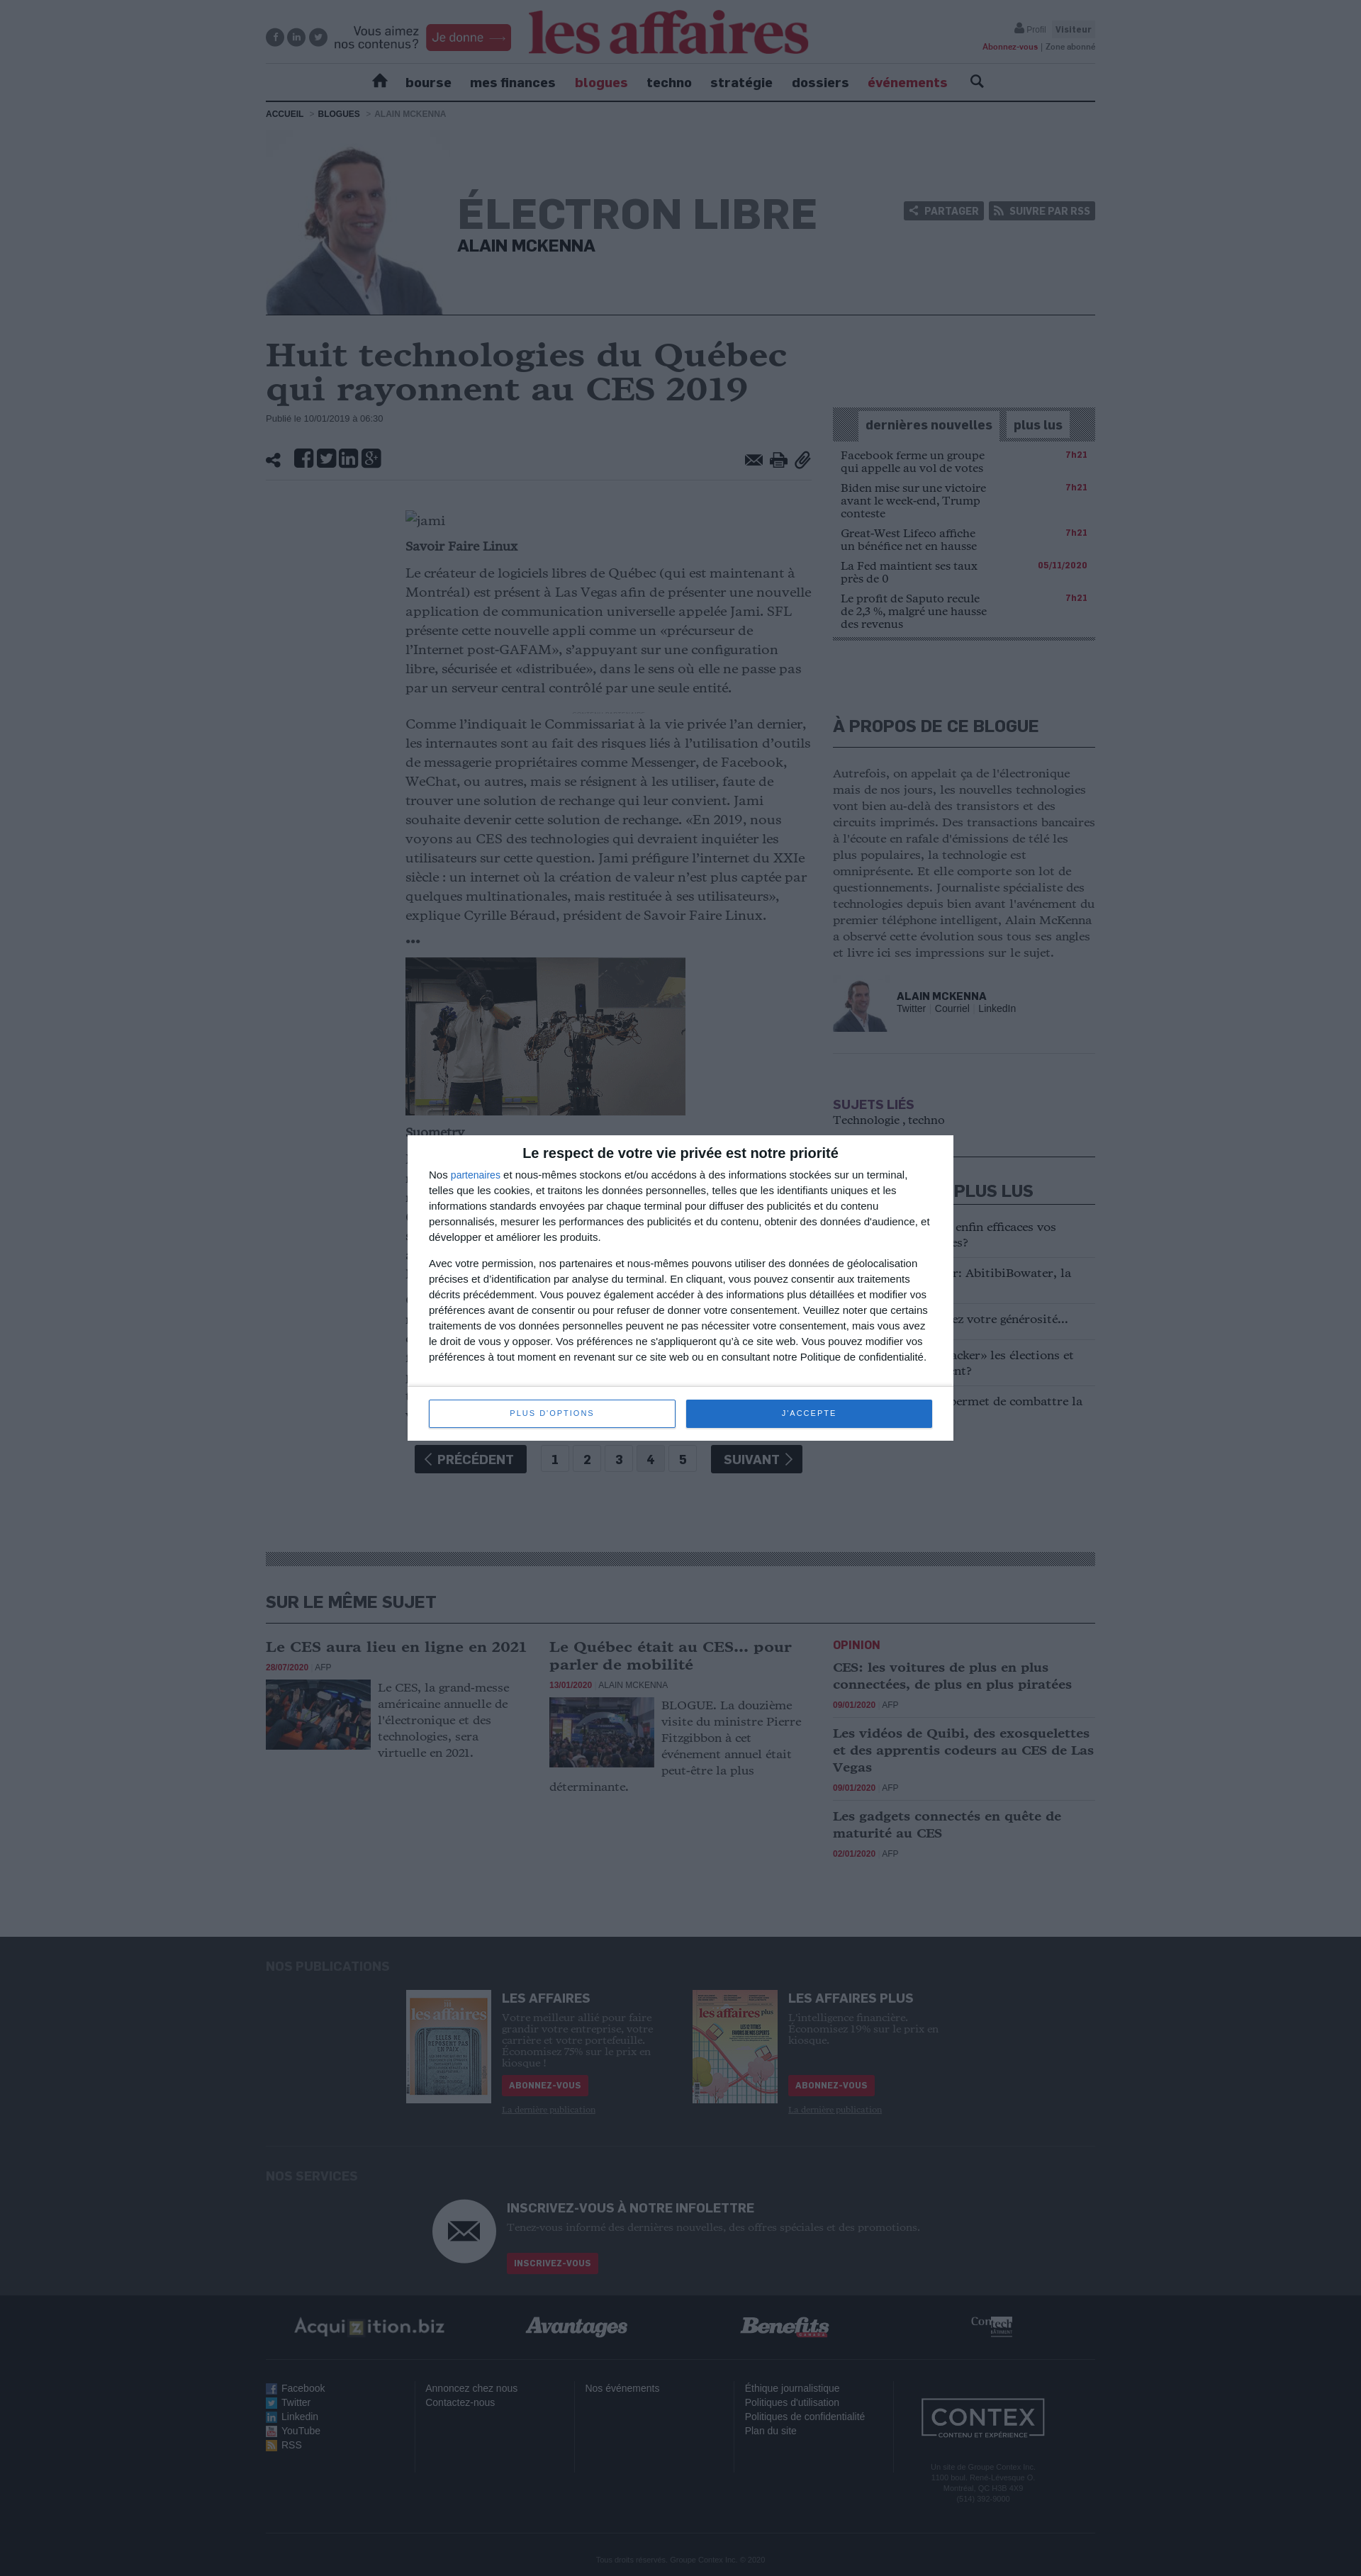 Vous aimez
nos contenus?
Je donne
les affaires
Profil
Visiteur
Abonnez-vous | Zone abonné
bourse
mes finances
blogues
techno
stratégie
dossiers
événements
ACCUEIL > BLOGUES > ALAIN MCKENNA
ÉLECTRON LIBRE
ALAIN MCKENNA
PARTAGER
SUIVRE PAR RSS
Huit technologies du Québec
qui rayonnent au CES 2019
Publié le 10/01/2019 à 06:30
jami
Savoir Faire Linux
Le créateur de logiciels libres de Québec (qui est maintenant à
Montréal) est présent à Las Vegas afin de présenter une nouvelle
application de communication universelle appelée Jami. SFL
présente cette nouvelle appli comme un «précurseur de
l’Internet post-GAFAM», s’appuyant sur une configuration
libre, sécurisée et «distribuée», dans le sens où elle ne passe pas
par un serveur central contrôlé par une seule entité.
Comme l’indiquait le Commissariat à la vie privée l’an dernier,
les internautes sont au fait des risques liés à l’utilisation d’outils
de messagerie propriétaires comme Messenger, de Facebook,
WeChat, ou autres, mais se résignent à les utiliser, faute de
trouver une solution de rechange qui leur convient. Jami
souhaite devenir cette solution de rechange. «En 2019, nous
voyons au CES des technologies qui devraient inquiéter les
utilisateurs sur cette question. Jami préfigure l’internet du XXIe
siècle : un internet où la création de valeur n’est plus captée par
quelques multinationales, mais restituée à ses utilisateurs»,
explique Cyrille Béraud, président de Savoir Faire Linux.
•••
Suometry
dernières nouvelles
plus lus
Facebook ferme un groupe
qui appelle au vol de votes
7h21
Biden mise sur une victoire
avant le week-end, Trump
conteste
7h21
Great-West Lifeco affiche
un bénéfice net en hausse
7h21
La Fed maintient ses taux
près de 0
05/11/2020
Le profit de Saputo recule
de 2,3 %, malgré une hausse
des revenus
7h21
À PROPOS DE CE BLOGUE
Autrefois, on appelait ça de l'électronique
mais de nos jours, les nouvelles technologies
vont bien au-delà des transistors et des
circuits imprimés. Des transactions bancaires
à l'écoute en rafale d'émissions de télé les
plus populaires, la technologie est
omniprésente. Et elle comporte son lot de
questionnements. Journaliste spécialiste des
technologies depuis bien avant l'avènement du
premier téléphone intelligent, Alain McKenna
a observé cette évolution sous tous ses angles
et livre ici ses impressions sur le sujet.
ALAIN MCKENNA
Twitter | Courriel | LinkedIn
SUJETS LIÉS
Technologie , techno
PLUS LUS
enfin efficaces vos
es?
r: AbitibiBowater, la
ez votre générosité...
acker» les élections et
ent?
permet de combattre la
Le respect de votre vie privée est notre priorité
Nos partenaires et nous-mêmes stockons et/ou accédons à des informations stockées sur un terminal,
telles que les cookies, et traitons les données personnelles, telles que les identifiants uniques et les
informations standards envoyées par chaque terminal pour diffuser des publicités et du contenu
personnalisés, mesurer les performances des publicités et du contenu, obtenir des données d'audience, et
développer et améliorer les produits.
Avec votre permission, nos partenaires et nous-mêmes pouvons utiliser des données de géolocalisation
précises et d’identification par analyse du terminal. En cliquant, vous pouvez consentir aux traitements
décrits précédemment. Vous pouvez également accéder à des informations plus détaillées et modifier vos
préférences avant de consentir ou pour refuser de donner votre consentement. Veuillez noter que certains
traitements de vos données personnelles peuvent ne pas nécessiter votre consentement, mais vous avez
le droit de vous y opposer. Vos préférences ne s'appliqueront qu’à ce site web. Vous pouvez modifier vos
préférences à tout moment en revenant sur ce site web ou en consultant notre Politique de confidentialité.
PLUS D'OPTIONS
J'ACCEPTE
PRÉCÉDENT
1
2
3
4
5
SUIVANT
SUR LE MÊME SUJET
Le CES aura lieu en ligne en 2021
28/07/2020 | AFP
Le CES, la grand-messe
américaine annuelle de
l'électronique et des
technologies, sera
virtuelle en 2021.
Le Québec était au CES... pour
parler de mobilité
13/01/2020 | ALAIN MCKENNA
BLOGUE. La douzième
visite du ministre Pierre
Fitzgibbon à cet
événement annuel était
peut-être la plus
déterminante.
OPINION
CES: les voitures de plus en plus
connectées, de plus en plus piratées
09/01/2020 | AFP
Les vidéos de Quibi, des exosquelettes
et des apprentis codeurs au CES de Las
Vegas
09/01/2020 | AFP
Les gadgets connectés en quête de
maturité au CES
02/01/2020 | AFP
NOS PUBLICATIONS
les affaires
LES AFFAIRES
Votre meilleur allié pour faire
grandir votre entreprise, votre
carrière et votre portefeuille.
Économisez 75% sur le prix en
kiosque !
ABONNEZ-VOUS
La dernière publication
les affaires plus
LES AFFAIRES PLUS
L'intelligence financière.
Économisez 19% sur le prix en
kiosque.
ABONNEZ-VOUS
La dernière publication
NOS SERVICES
INSCRIVEZ-VOUS À NOTRE INFOLETTRE
Tenez-vous informé des dernières nouvelles, des offres spéciales et des promotions.
INSCRIVEZ-VOUS
Acquizition.biz
Avantages
Benefits
Contech
Facebook
Twitter
Linkedin
YouTube
RSS
Annoncez chez nous
Contactez-nous
Nos événements
Éthique journalistique
Politiques d'utilisation
Politiques de confidentialité
Plan du site
CONTEX
CONTENU ET EXPÉRIENCE
Un site de Groupe Contex Inc.
1100 boul. René-Lévesque O.
Montréal, QC H3B 4X9
(514) 392-9000
Tous droits réservés, Groupe Contex Inc. © 2020.